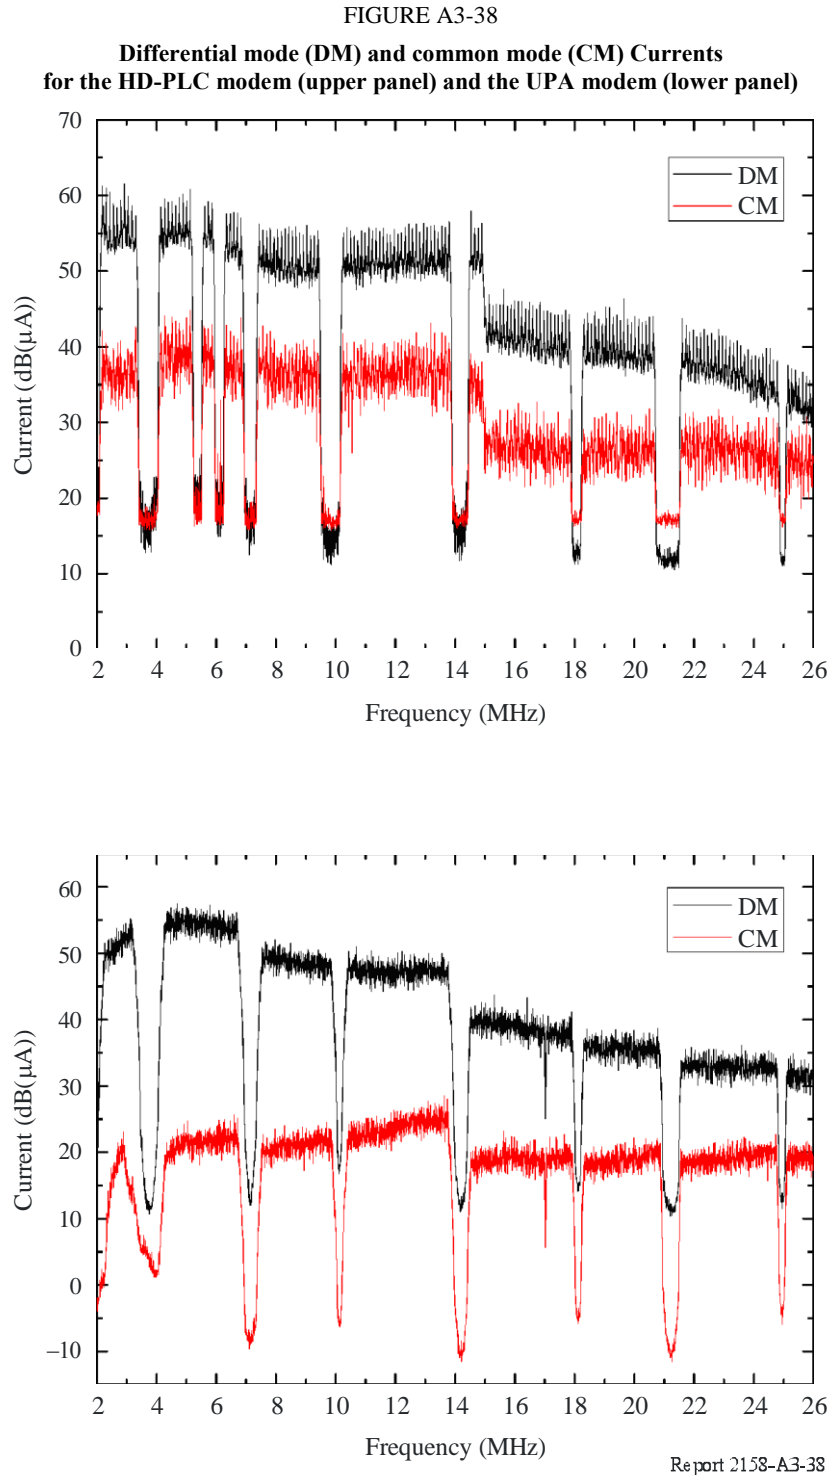 FIGURE A3-38
Differential mode (DM) and common mode (CM) Currents
for the HD-PLC modem (upper panel) and the UPA modem (lower panel)
70
60
50
40
30
20
10
0
Current (dB(µA))
DM
CM
2 4 6 8 10 12 14 16 18 20 22 24 26
Frequency (MHz)
60
50
40
30
20
10
0
–10
Current (dB(µA))
DM
CM
2 4 6 8 10 12 14 16 18 20 22 24 26
Frequency (MHz)
Report 2158-A3-38